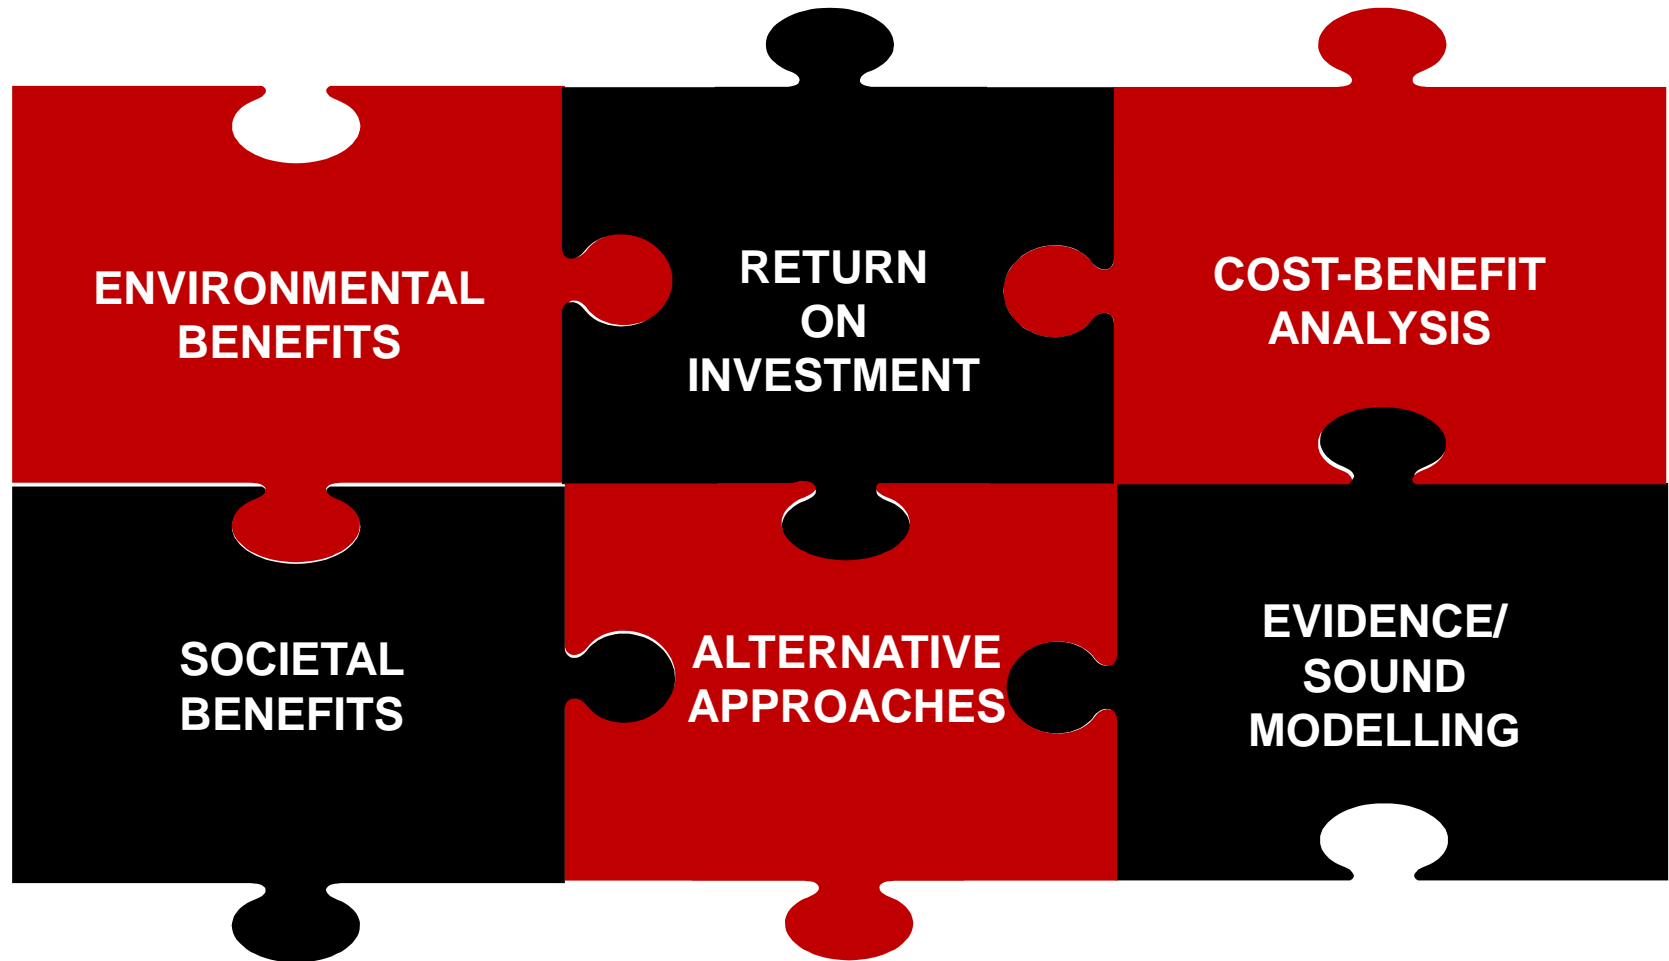 ENVIRONMENTAL
BENEFITS
RETURN
ON
INVESTMENT
COST-BENEFIT
ANALYSIS
SOCIETAL
BENEFITS
ALTERNATIVE
APPROACHES
EVIDENCE/
SOUND
MODELLING